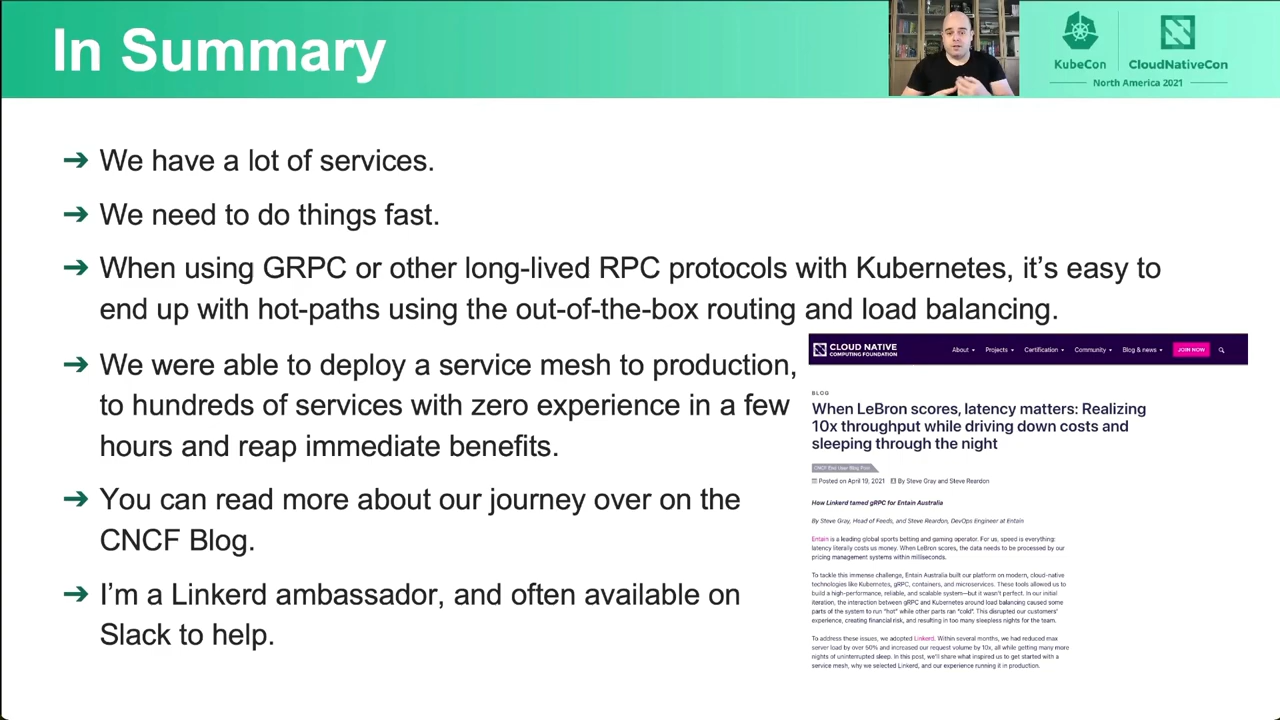 In Summary
KubeCon
CloudNativeCon
North America 2021
➔ We have a lot of services.
➔ We need to do things fast.
➔ When using GRPC or other long-lived RPC protocols with Kubernetes, it's easy to
end up with hot-paths using the out-of-the-box routing and load balancing.
➔ We were able to deploy a service mesh to production,
to hundreds of services with zero experience in a few
hours and reap immediate benefits.
➔ You can read more about our journey over on the
CNCF Blog.
➔ I'm a Linkerd ambassador, and often available on
Slack to help.
CLOUD NATIVE
COMPUTING FOUNDATION
About Projects Certification Community Blog & news JOIN NOW
BLOG
When LeBron scores, latency matters: Realizing
10x throughput while driving down costs and
sleeping through the night
CNCF End User Blog Post
Posted on April 19, 2021 By Steve Gray and Steve Reardon
How Linkerd tamed gRPC for Entain Australia
By Steve Gray, Head of Feeds, and Steve Reardon, DevOps Engineer at Entain
Entain is a leading global sports betting and gaming operator. For us, speed is everything:
latency literally costs us money. When LeBron scores, the data needs to be processed by our
pricing management systems within milliseconds.
To tackle this immense challenge, Entain Australia built our platform on modern, cloud-native
technologies like Kubernetes, gRPC, containers, and microservices. These tools allowed us to
build a high-performance, reliable, and scalable system—but it wasn't perfect. In our initial
iteration, the interaction between gRPC and Kubernetes around load balancing caused some
parts of the system to run "hot" while other parts ran "cold". This disrupted our customers'
experience, creating financial risk, and resulting in too many sleepless nights for the team.
To address these issues, we adopted Linkerd. Within several months, we had reduced max
server load by over 50% and increased our request volume by 10x, all while getting many more
nights of uninterrupted sleep. In this post, we'll share what inspired us to get started with a
service mesh, why we selected Linkerd, and our experience running it in production.